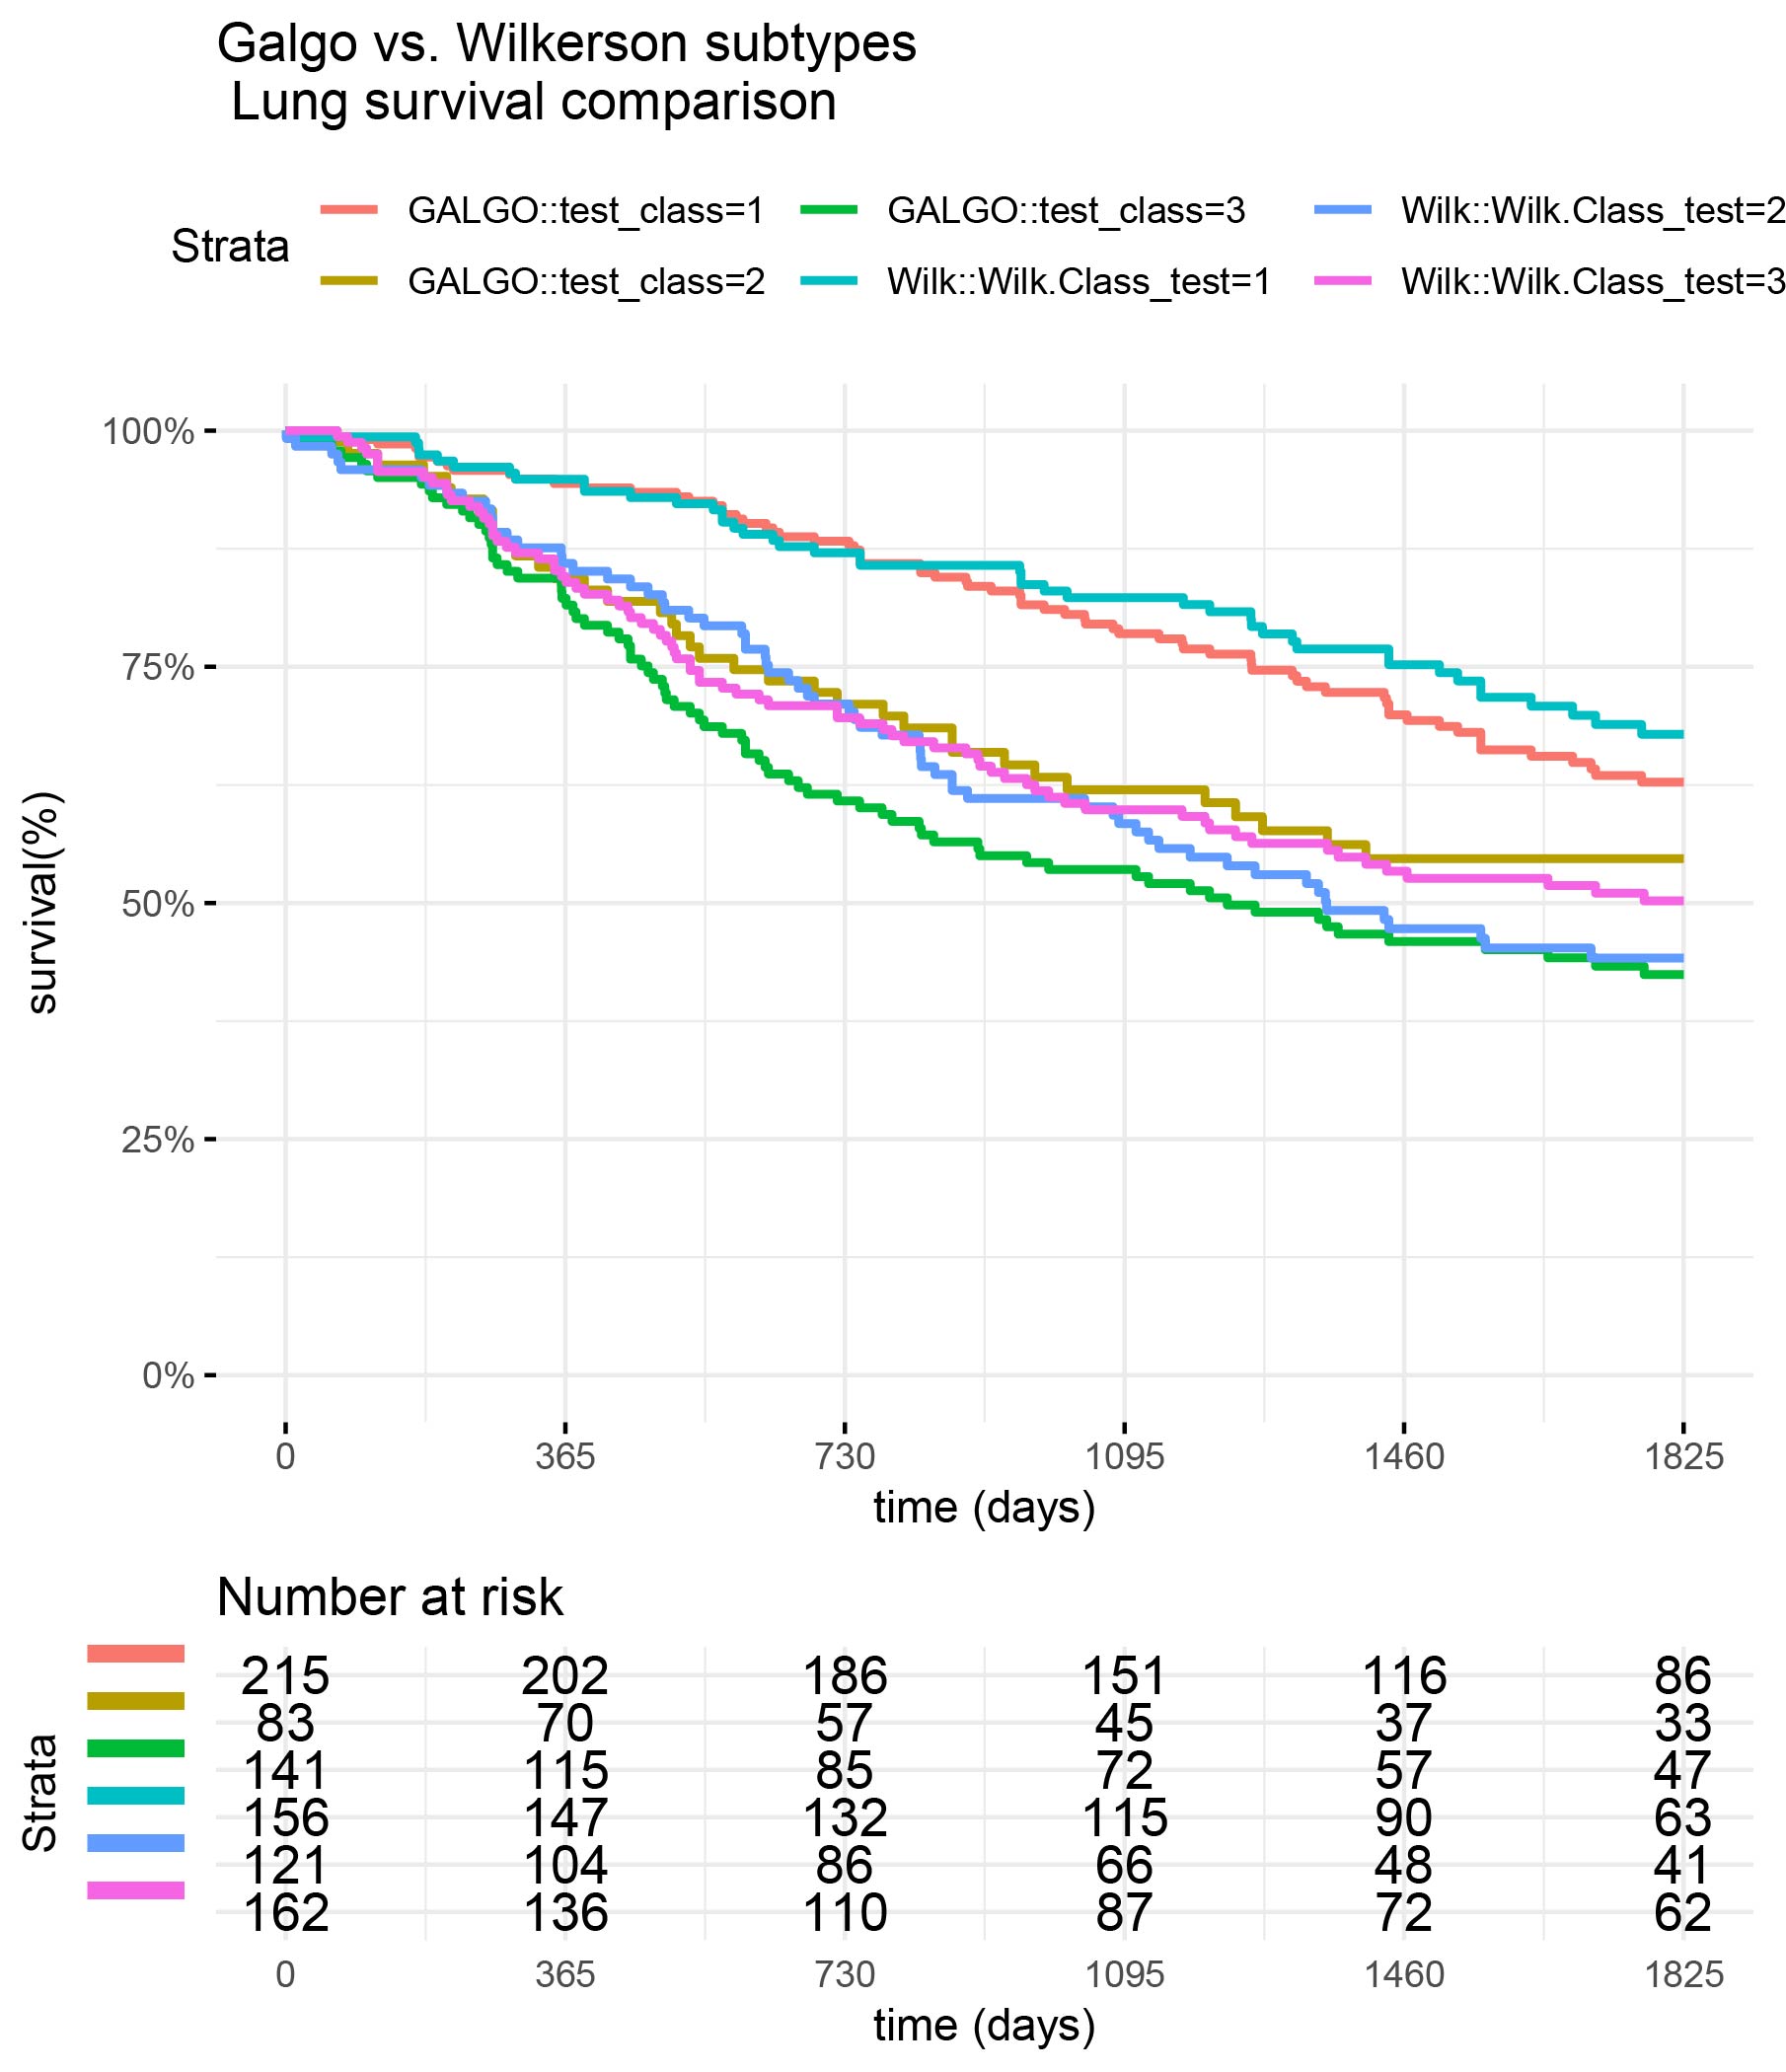 Galgo vs. Wilkerson subtypes
Lung survival comparison
Strata
GALGO::test_class=1
GALGO::test_class=3
Wilk::Wilk.Class_test=2
GALGO::test_class=2
Wilk::Wilk.Class_test=1
Wilk::Wilk.Class_test=3
survival(%)
100%
75%
50%
25%
0%
0 365 730 1095 1460 1825
time (days)
Number at risk
Strata
215 202 186 151 116 86
83 70 57 45 37 33
141 115 85 72 57 47
156 147 132 115 90 63
121 104 86 66 48 41
162 136 110 87 72 62
0 365 730 1095 1460 1825
time (days)